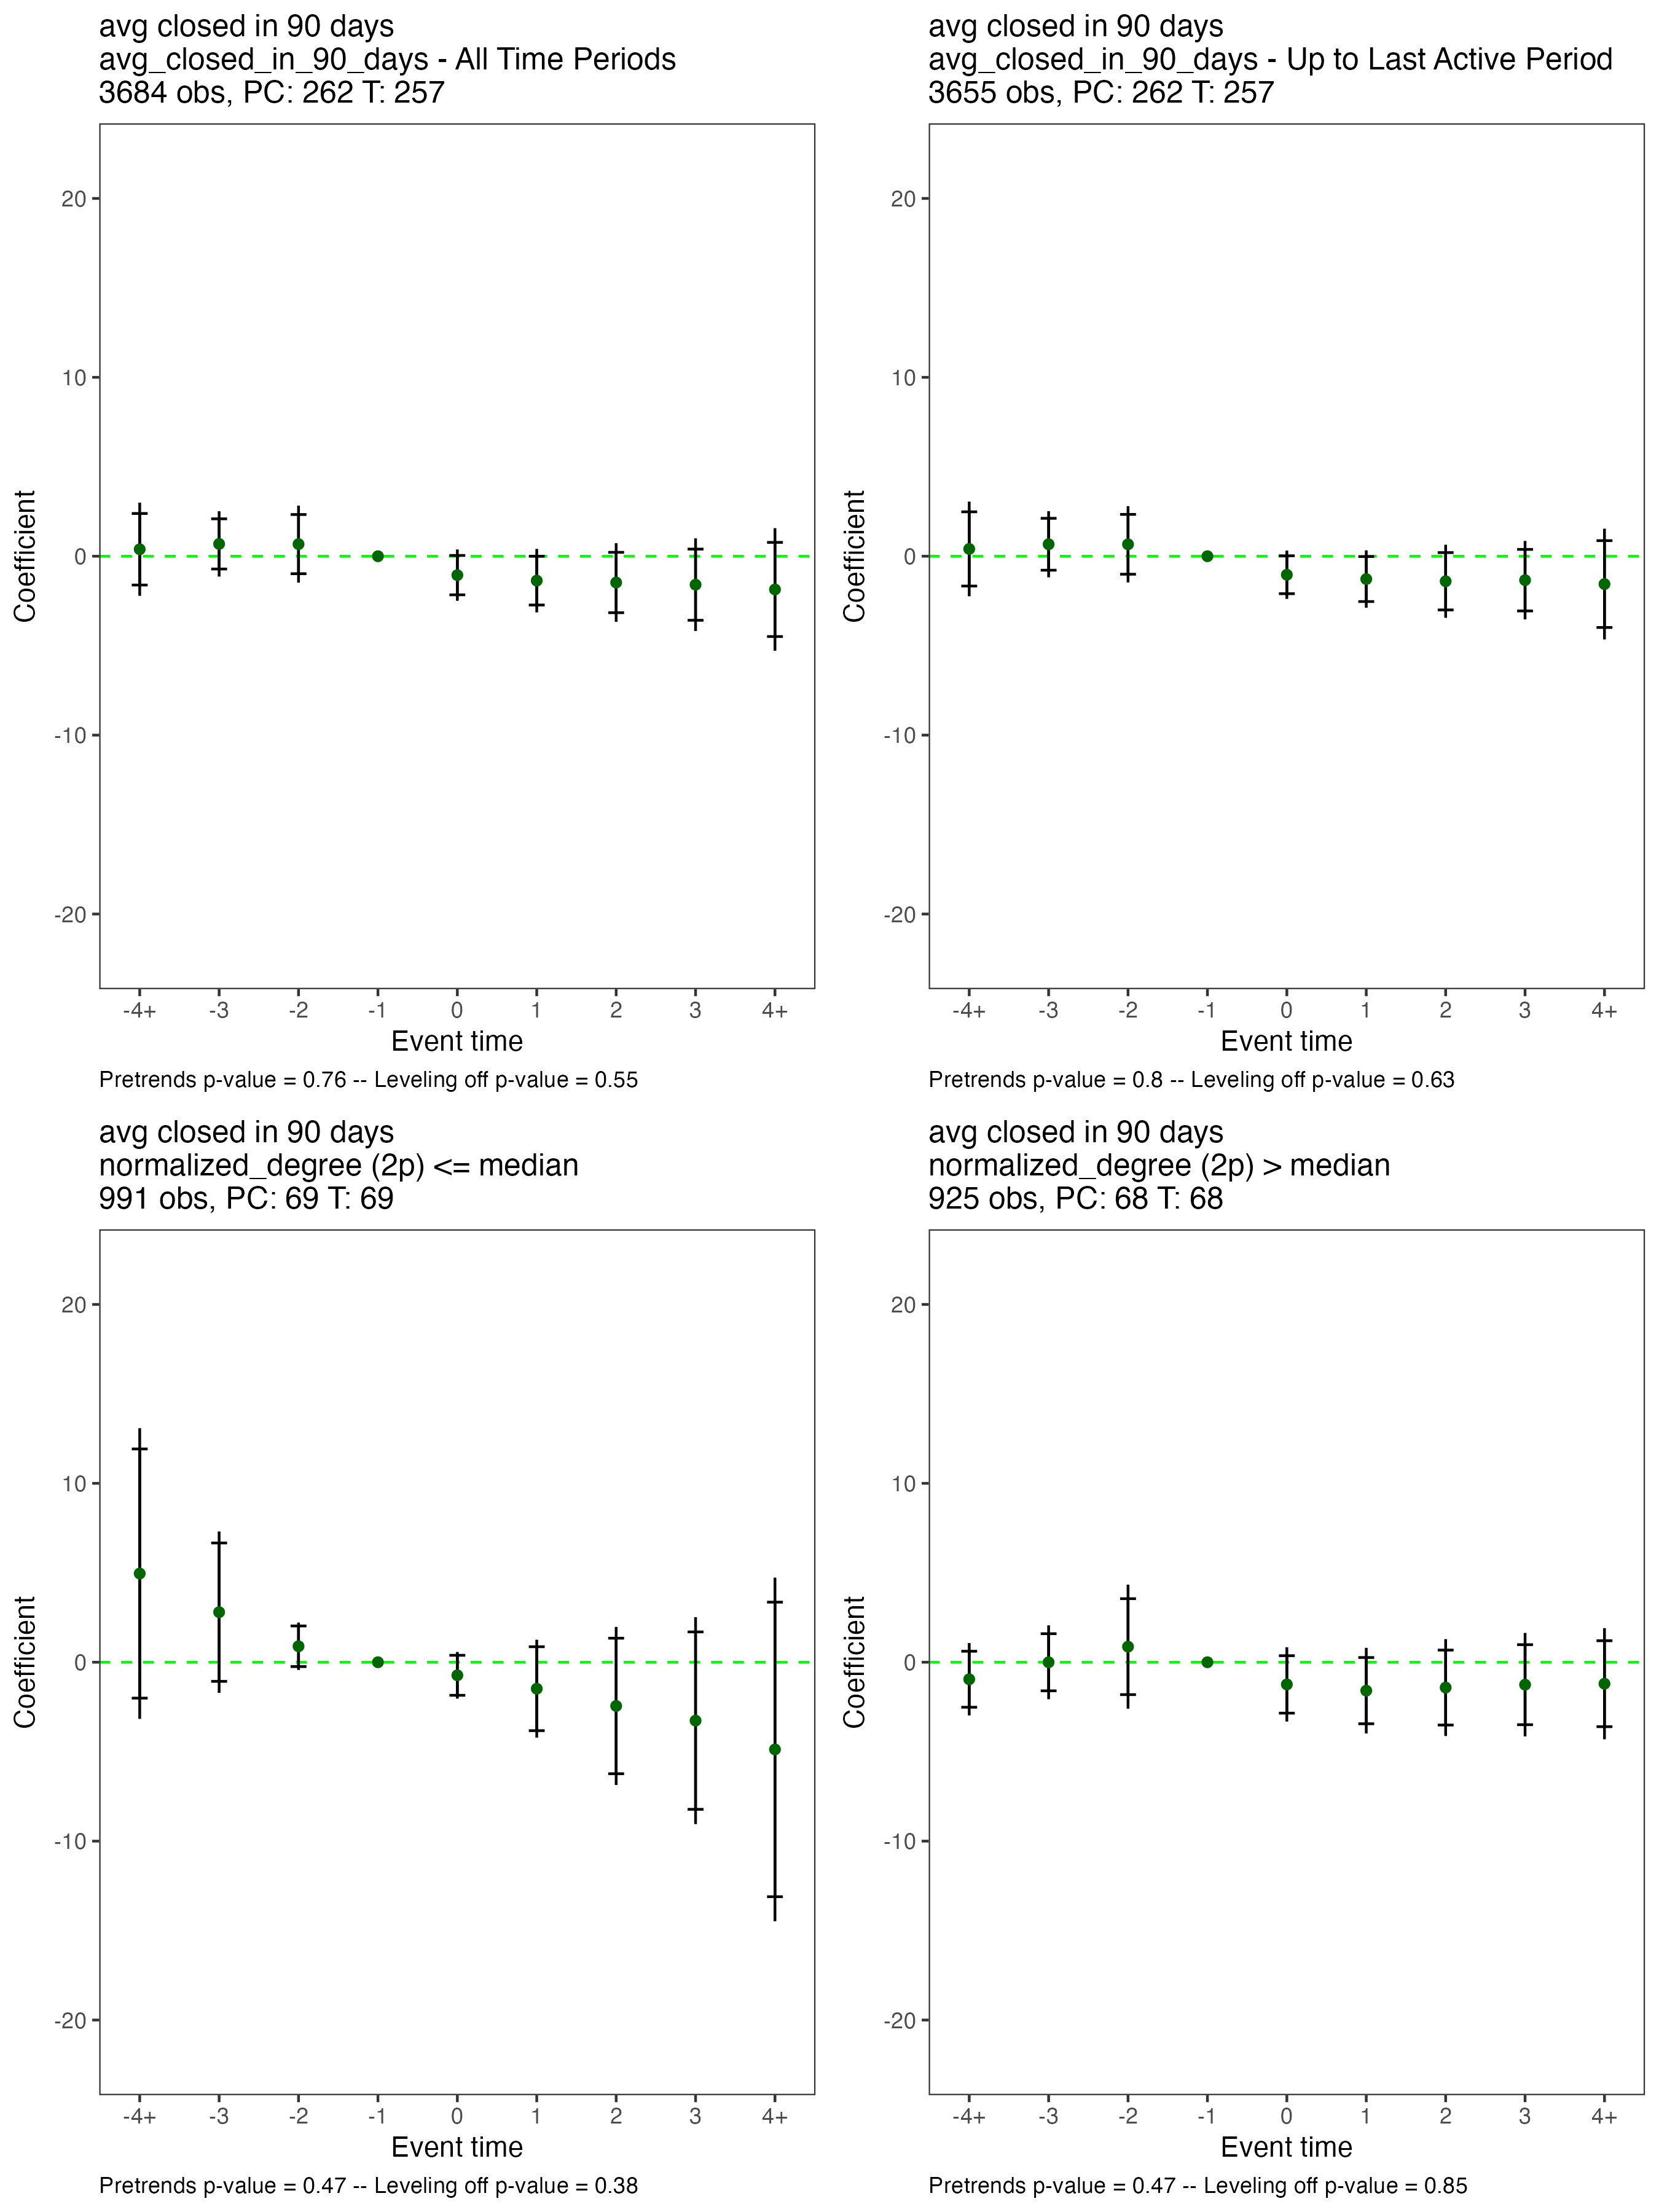 avg closed in 90 days
avg_closed_in_90_days - All Time Periods
3684 obs, PC: 262 T: 257
20
10
0
-10
-20
Coefficient
-4+ -3 -2 -1 0 1 2 3 4+
Event time
Pretrends p-value = 0.76 -- Leveling off p-value = 0.55
avg closed in 90 days
avg_closed_in_90_days - Up to Last Active Period
3655 obs, PC: 262 T: 257
20
10
0
-10
-20
Coefficient
-4+ -3 -2 -1 0 1 2 3 4+
Event time
Pretrends p-value = 0.8 -- Leveling off p-value = 0.63
avg closed in 90 days
normalized_degree (2p) <= median
991 obs, PC: 69 T: 69
20
10
0
-10
-20
Coefficient
-4+ -3 -2 -1 0 1 2 3 4+
Event time
Pretrends p-value = 0.47 -- Leveling off p-value = 0.38
avg closed in 90 days
normalized_degree (2p) > median
925 obs, PC: 68 T: 68
20
10
0
-10
-20
Coefficient
-4+ -3 -2 -1 0 1 2 3 4+
Event time
Pretrends p-value = 0.47 -- Leveling off p-value = 0.85